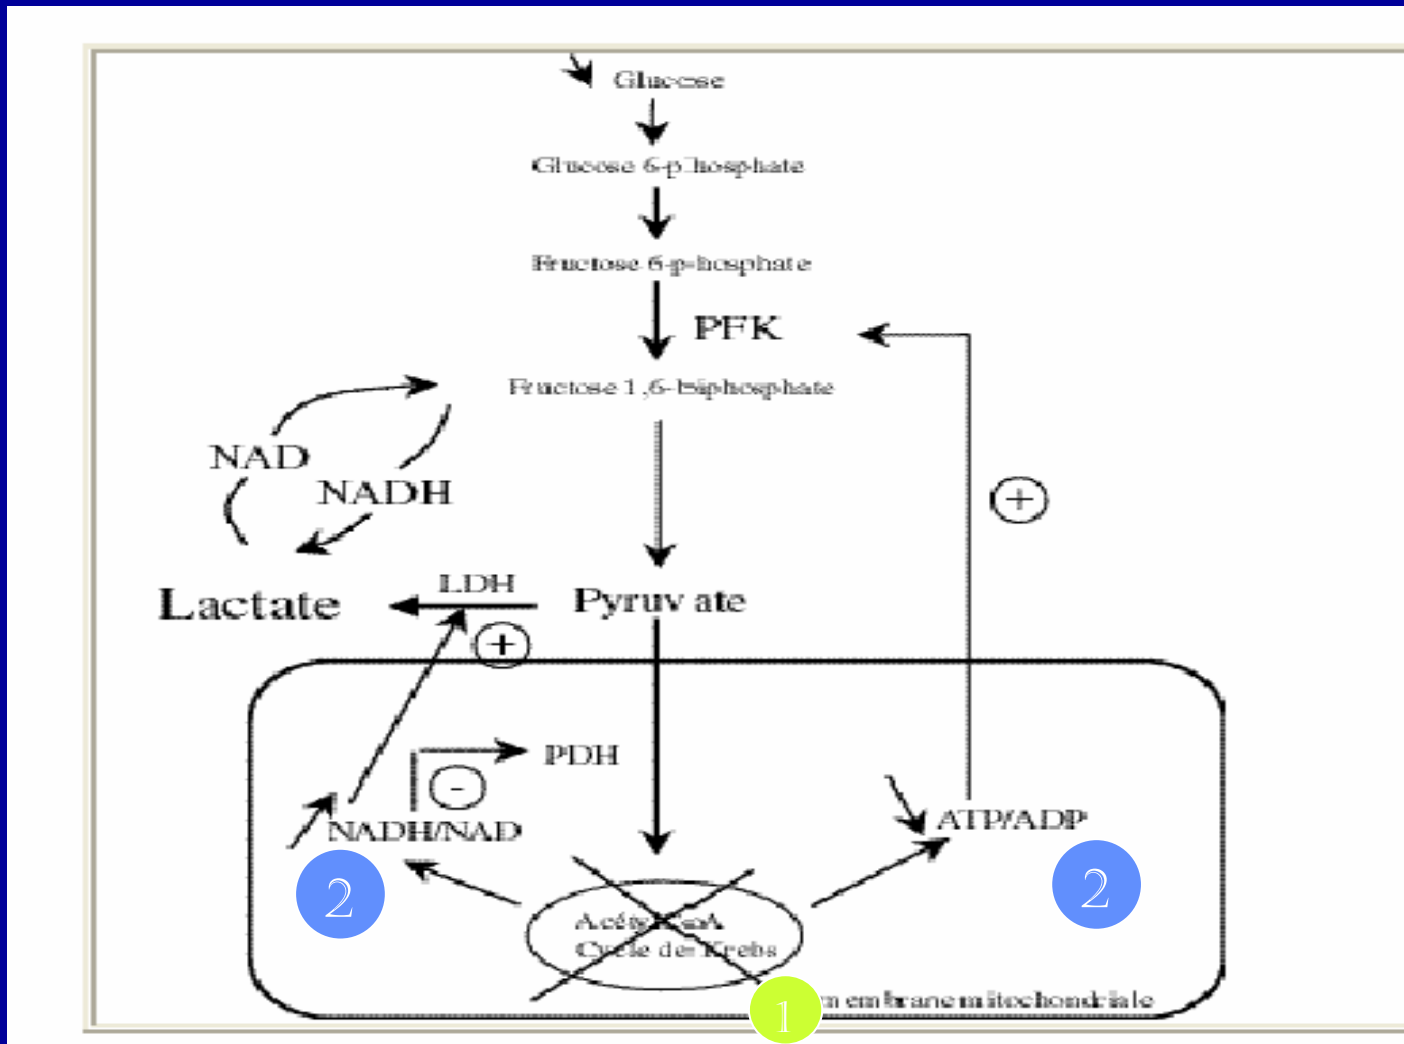 Glucose
Glucose 6-phosphate
Fructose 6-phosphate
PFK
Fructose 1,6-biphosphate
NAD
NADH
+
LDH
Lactate
Pyruvate
+
PDH
-
NADH/NAD
ATP/ADP
2
2
Acétyl CoA
Cycle de Krebs
membrane mitochondriale
1